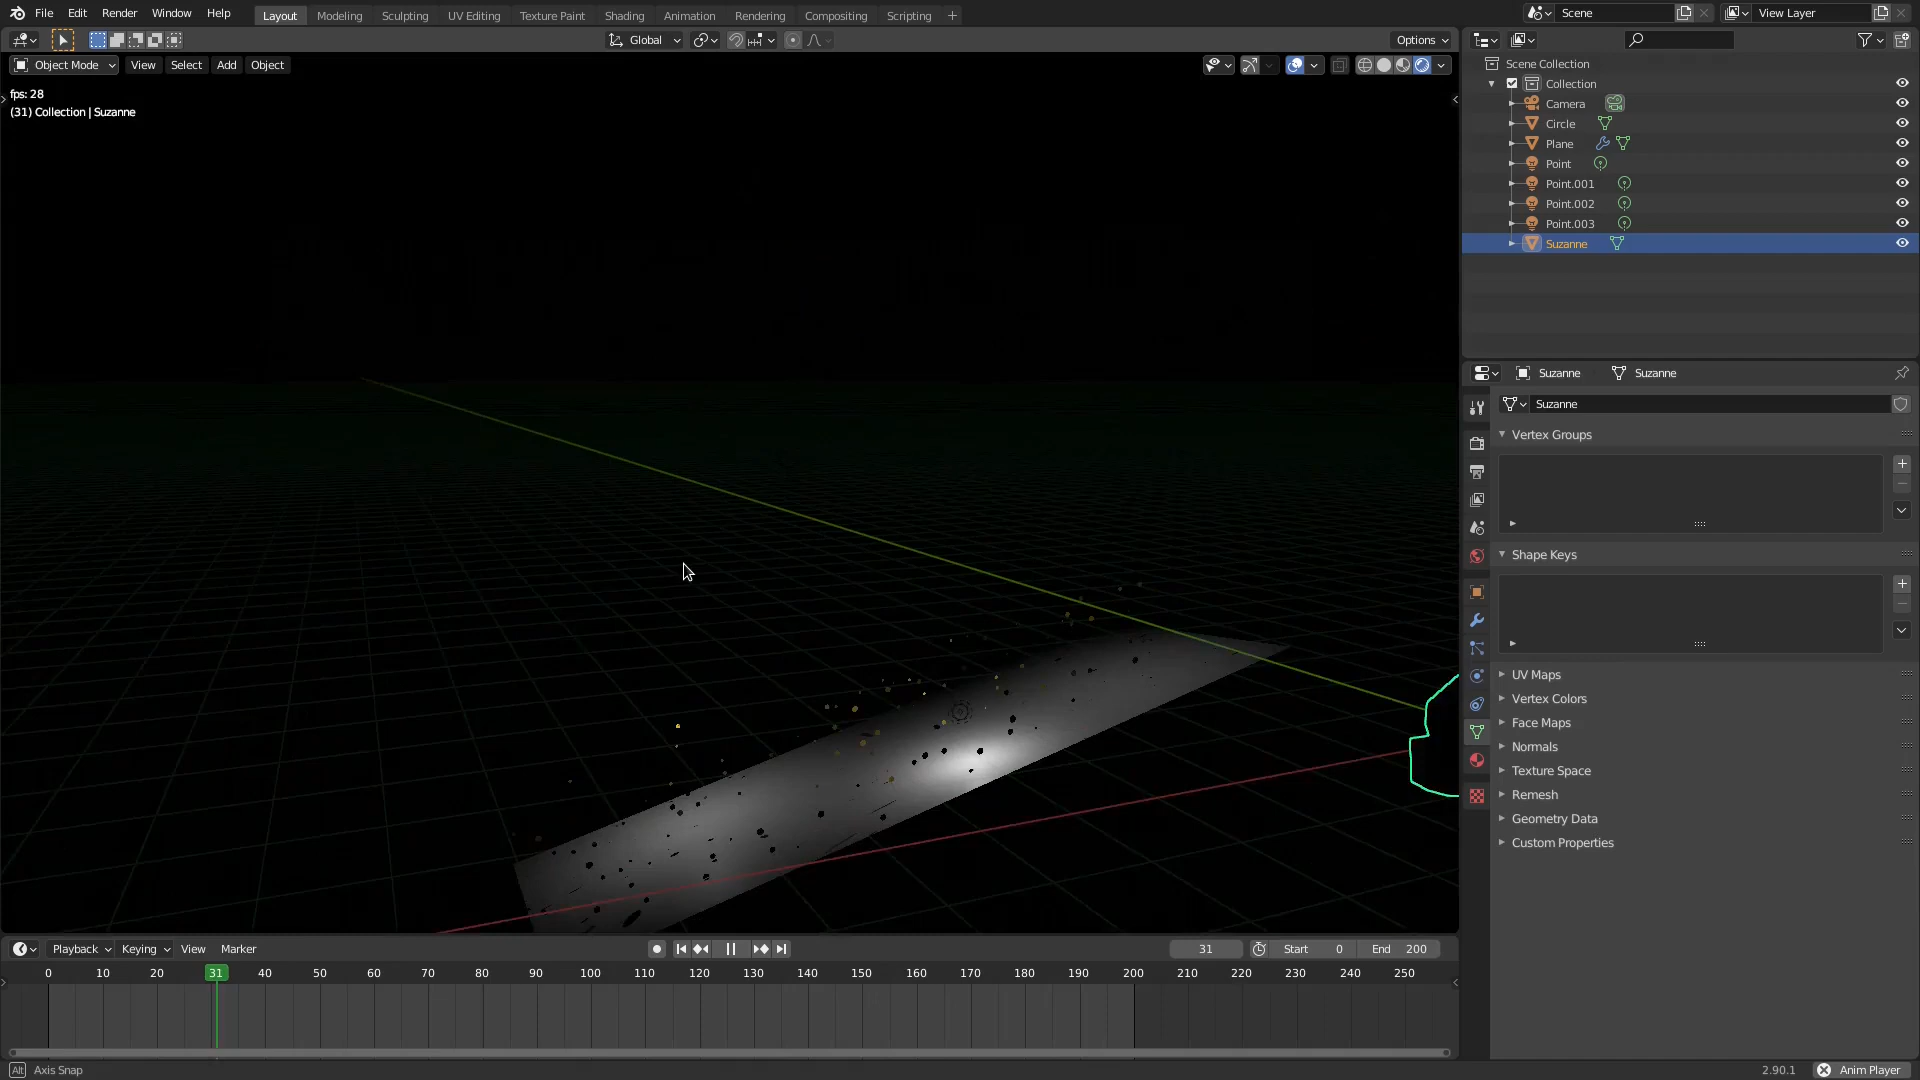 File Edit Render Window Help Layout Modeling Sculpting UV Editing Texture Paint Shading Animation Rendering Compositing Scripting + Scene View Layer
Global Options
Object Mode View Select Add Object
fps: 28
(31) Collection | Suzanne
Scene Collection
Collection
Camera
Circle
Plane
Point
Point.001
Point.002
Point.003
Suzanne
Suzanne Suzanne
Suzanne
Vertex Groups
Shape Keys
UV Maps
Vertex Colors
Face Maps
Normals
Texture Space
Remesh
Geometry Data
Custom Properties
Playback Keying View Marker 31 Start 0 End 200
0 10 20 31 40 50 60 70 80 90 100 110 120 130 140 150 160 170 180 190 200 210 220 230 240 250
Alt Axis Snap 2.90.1 Anim Player